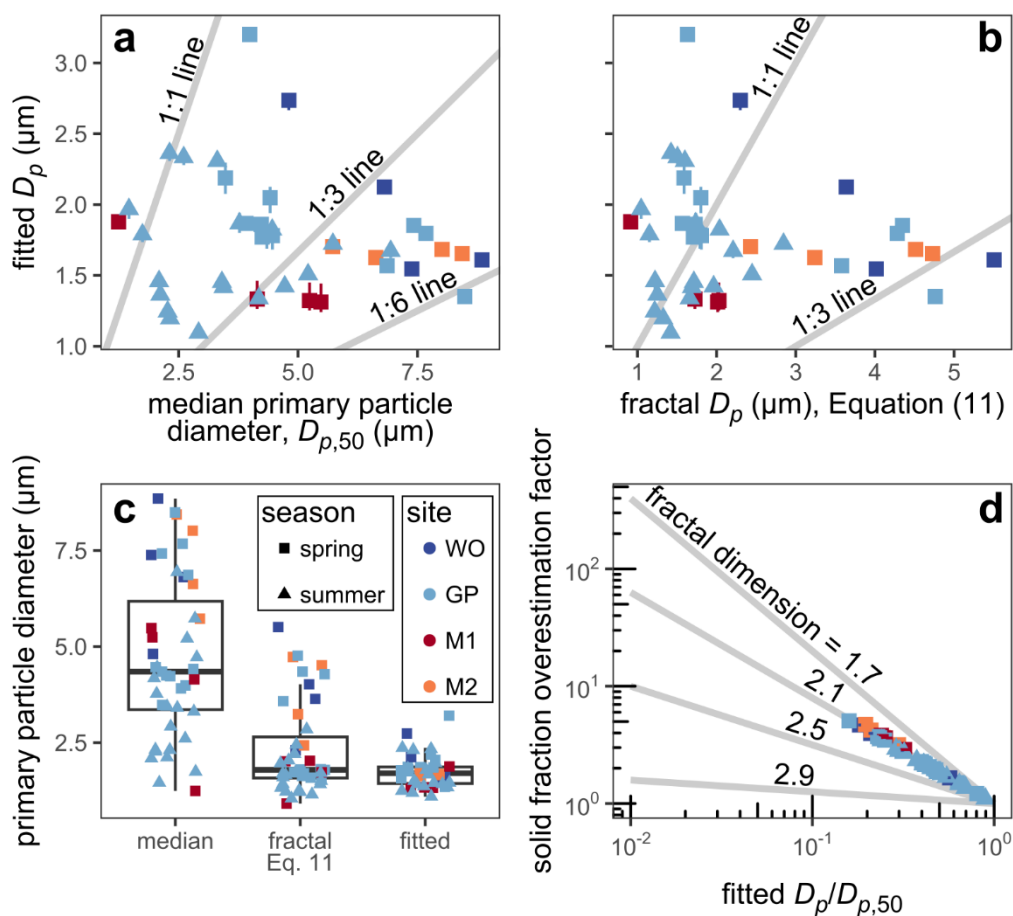 a
1:1 line
1:3 line
1:6 line
fitted Dp (μm)
3.0
2.5
2.0
1.5
1.0
2.5
5.0
7.5
median primary particle
diameter, Dp,50 (μm)
b
1:1 line
1:3 line
1
2
3
4
5
fractal Dp (μm), Equation (11)
c
primary particle diameter (μm)
7.5
5.0
2.5
season
spring
summer
site
WO
GP
M1
M2
median
fractal
Eq. 11
fitted
d
solid fraction overestimation factor
10²
10¹
10⁰
fractal dimension = 1.7
2.1
2.5
2.9
10⁻²
10⁻¹
10⁰
fitted Dp/Dp,50